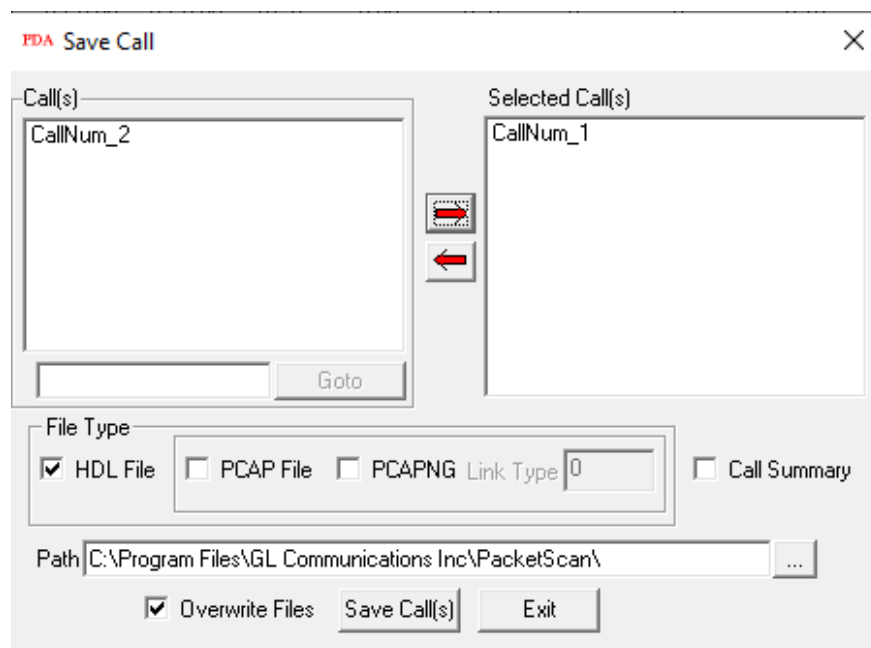 PDA Save Call
Call(s)
CallNum_2
Goto
Selected Call(s)
CallNum_1
File Type
HDL File PCAP File PCAPNG Link Type 0 Call Summary
Path C:\Program Files\GL Communications Inc\PacketScan\ ...
Overwrite Files Save Call(s) Exit